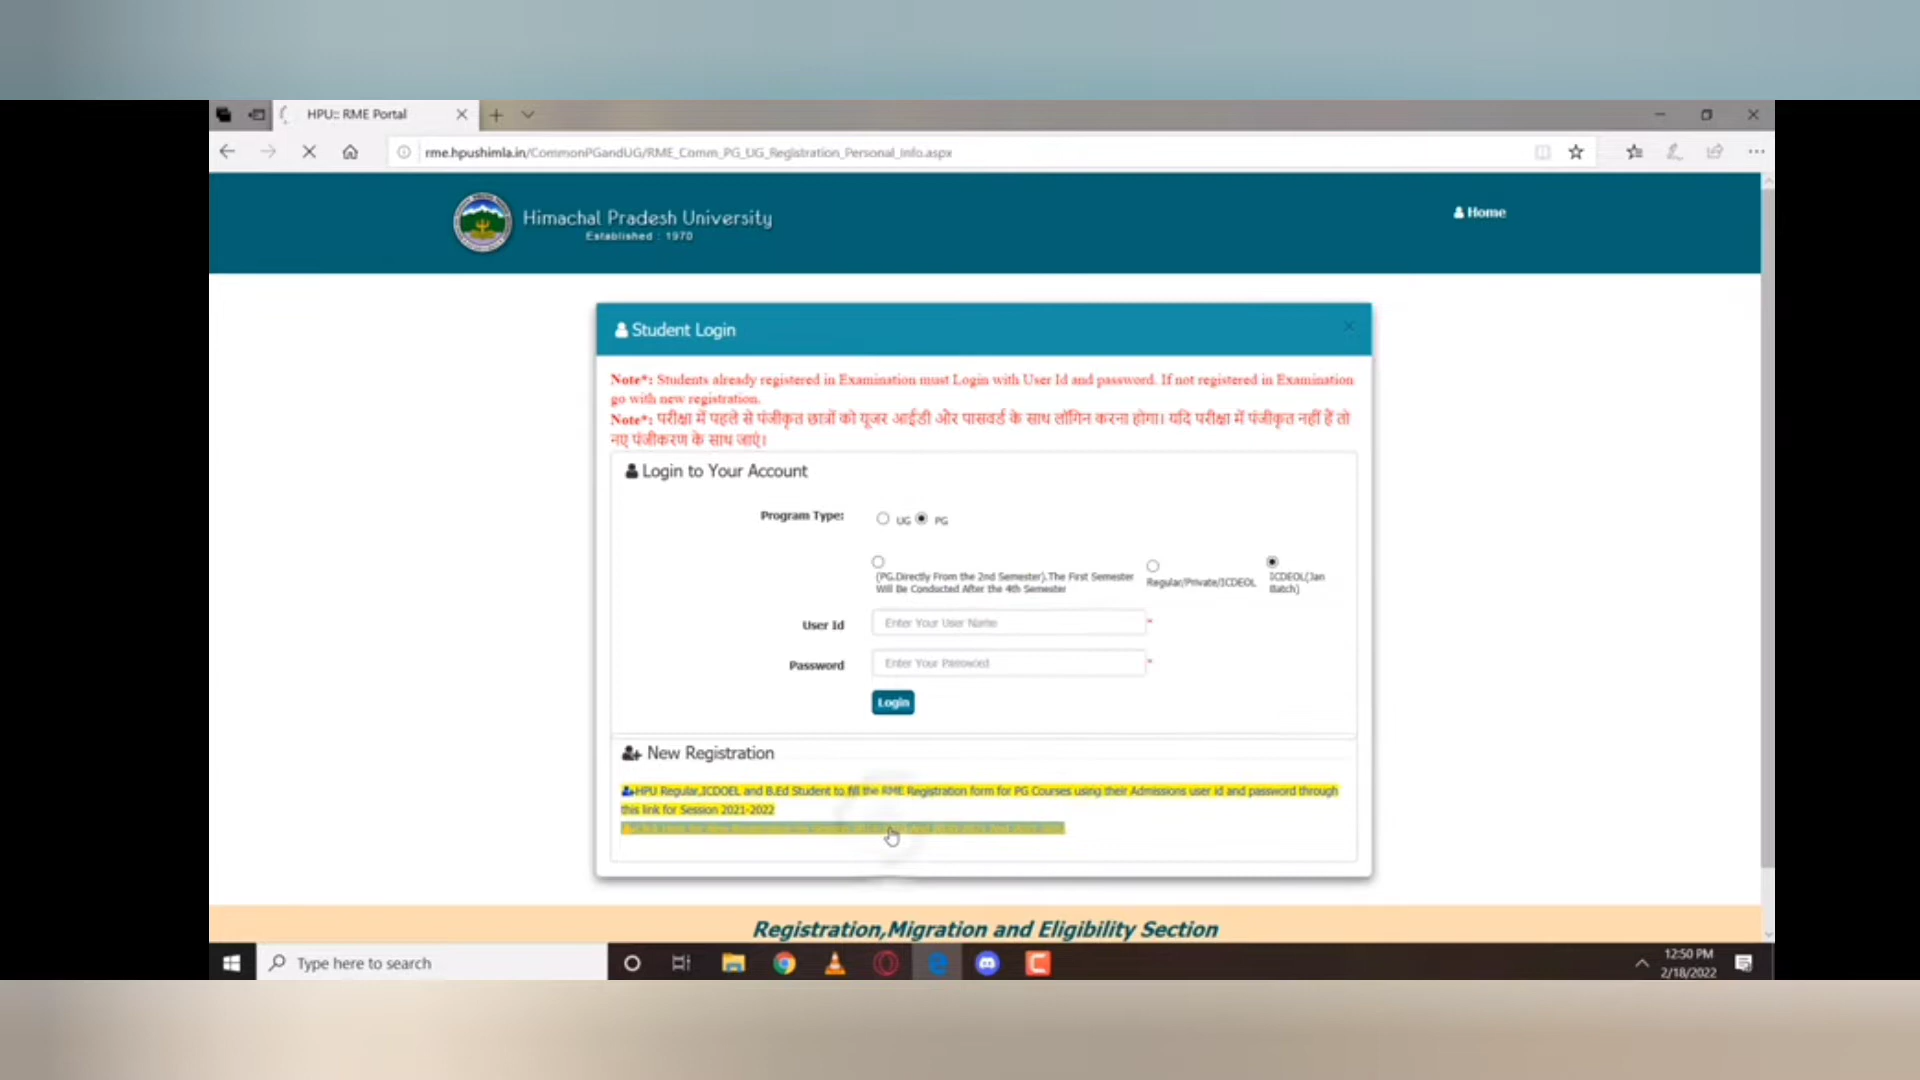 HPU:: RME Portal
rme.hpushimla.in/CommonPGandUG/RME_Comm_PG_UG_Registration_Personal_Info.aspx
Himachal Pradesh University
Established : 1970
Home
Student Login
Note*: Students already registered in Examination must Login with User Id and password. If not registered in Examination
go with new registration.
Note*: परीक्षा में पहले से पंजीकृत छात्रों को यूजर आईडी और पासवर्ड के साथ लॉगिन करना होगा। यदि परीक्षा में पंजीकृत नहीं हैं तो
नए पंजीकरण के साथ जाएं।
Login to Your Account
Program Type:
UG PG
(PG.Directly From the 2nd Semester).The First Semester
Will Be Conducted After the 4th Semester
Regular/Private/ICDEOL
ICDEOL(Jan
Batch)
User Id
Enter Your User Name
*
Password
Enter Your Password
*
Login
New Registration
HPU Regular,ICDOEL and B.Ed Student to fill the RME Registration form for PG Courses using their Admissions user id and password through
this link for Session 2021-2022
Registration,Migration and Eligibility Section
Type here to search
12:50 PM
2/18/2022